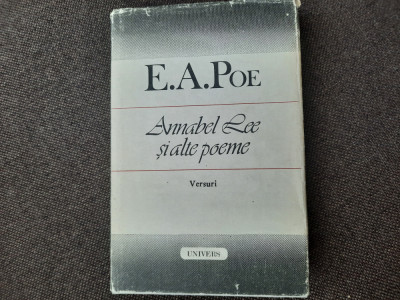 E.A.POE
Annabel Lee
și alte poeme
Versuri
UNIVERS